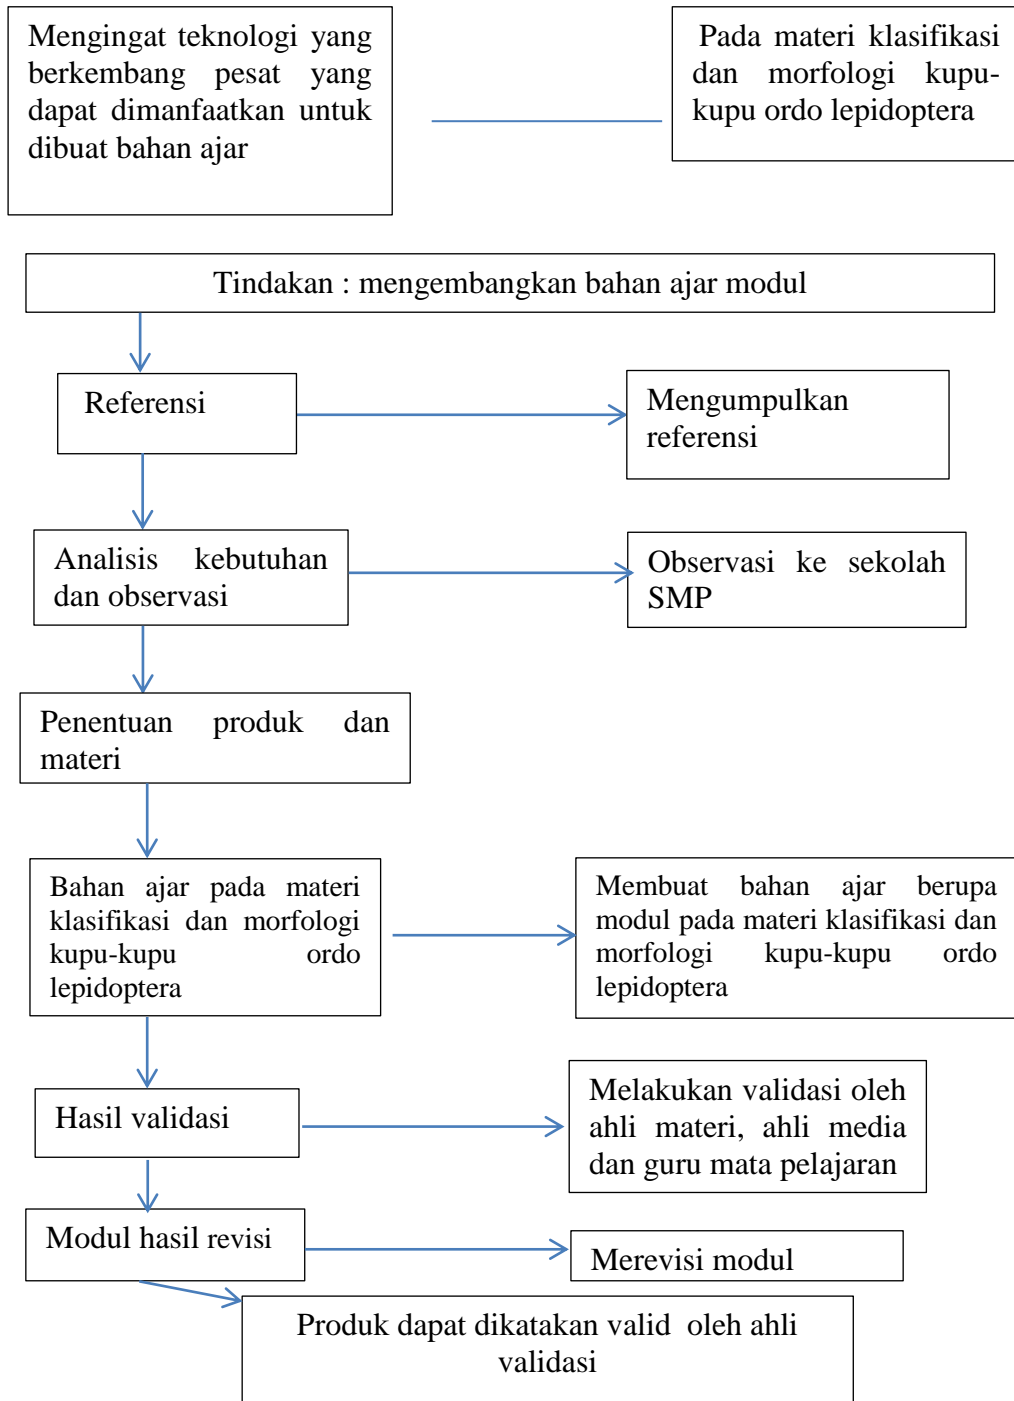 Mengingat teknologi yang
berkembang pesat yang
dapat dimanfaatkan untuk
dibuat bahan ajar
Pada materi klasifikasi
dan morfologi kupu-
kupu ordo lepidoptera
Tindakan : mengembangkan bahan ajar modul
Referensi
Mengumpulkan
referensi
Analisis kebutuhan
dan observasi
Observasi ke sekolah
SMP
Penentuan produk dan
materi
Bahan ajar pada materi
klasifikasi dan morfologi
kupu-kupu ordo
lepidoptera
Membuat bahan ajar berupa
modul pada materi klasifikasi dan
morfologi kupu-kupu ordo
lepidoptera
Hasil validasi
Melakukan validasi oleh
ahli materi, ahli media
dan guru mata pelajaran
Modul hasil revisi
Merevisi modul
Produk dapat dikatakan valid oleh ahli
validasi